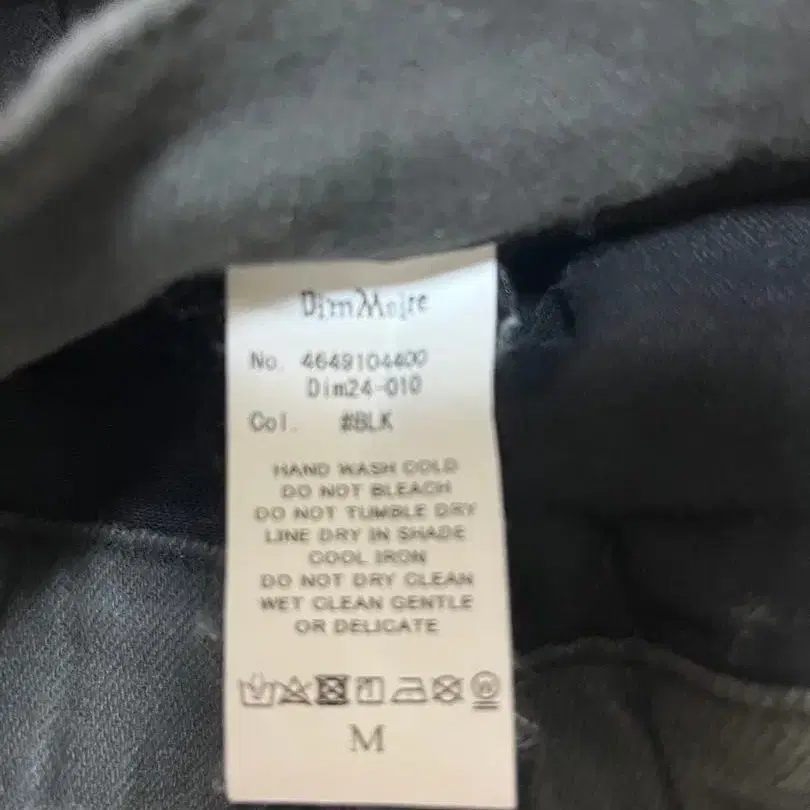 DimMoire
No. 4649104400
Dim24-010
Col. #BLK
HAND WASH COLD
DO NOT BLEACH
DO NOT TUMBLE DRY
LINE DRY IN SHADE
COOL IRON
DO NOT DRY CLEAN
WET CLEAN GENTLE
OR DELICATE
M